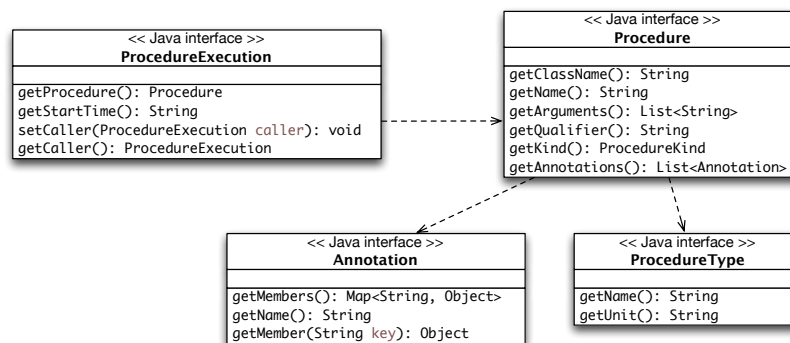 << Java interface >>
ProcedureExecution
getProcedure(): Procedure
getStartTime(): String
setCaller(ProcedureExecution caller): void
getCaller(): ProcedureExecution
<< Java interface >>
Procedure
getClassName(): String
getName(): String
getArguments(): List<String>
getQualifier(): String
getKind(): ProcedureKind
getAnnotations(): List<Annotation>
<< Java interface >>
Annotation
getMembers(): Map<String, Object>
getName(): String
getMember(String key): Object
<< Java interface >>
ProcedureType
getName(): String
getUnit(): String